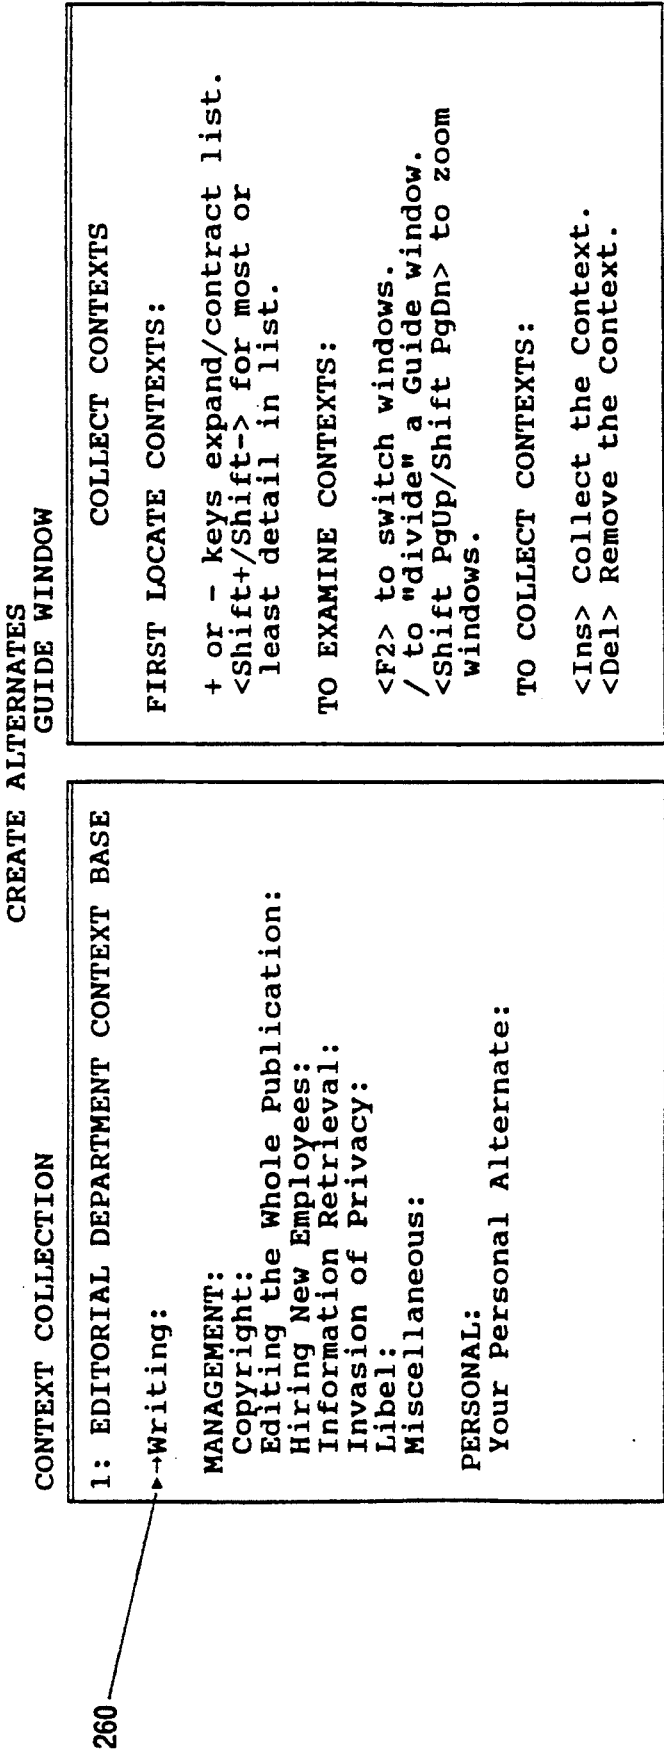 CREATE ALTERNATES
CONTEXT COLLECTION
GUIDE WINDOW
1: EDITORIAL DEPARTMENT CONTEXT BASE
▸→Writing:
MANAGEMENT:
Copyright:
Editing the Whole Publication:
Hiring New Employees:
Information Retrieval:
Invasion of Privacy:
Libel:
Miscellaneous:
PERSONAL:
Your Personal Alternate:
260
COLLECT CONTEXTS
FIRST LOCATE CONTEXTS:
+ or - keys expand/contract list.
<Shift+/Shift-> for most or
least detail in list.
TO EXAMINE CONTEXTS:
<F2> to switch windows.
/ to "divide" a Guide window.
<Shift PgUp/Shift PgDn> to zoom
windows.
TO COLLECT CONTEXTS:
<Ins> Collect the Context.
<Del> Remove the Context.